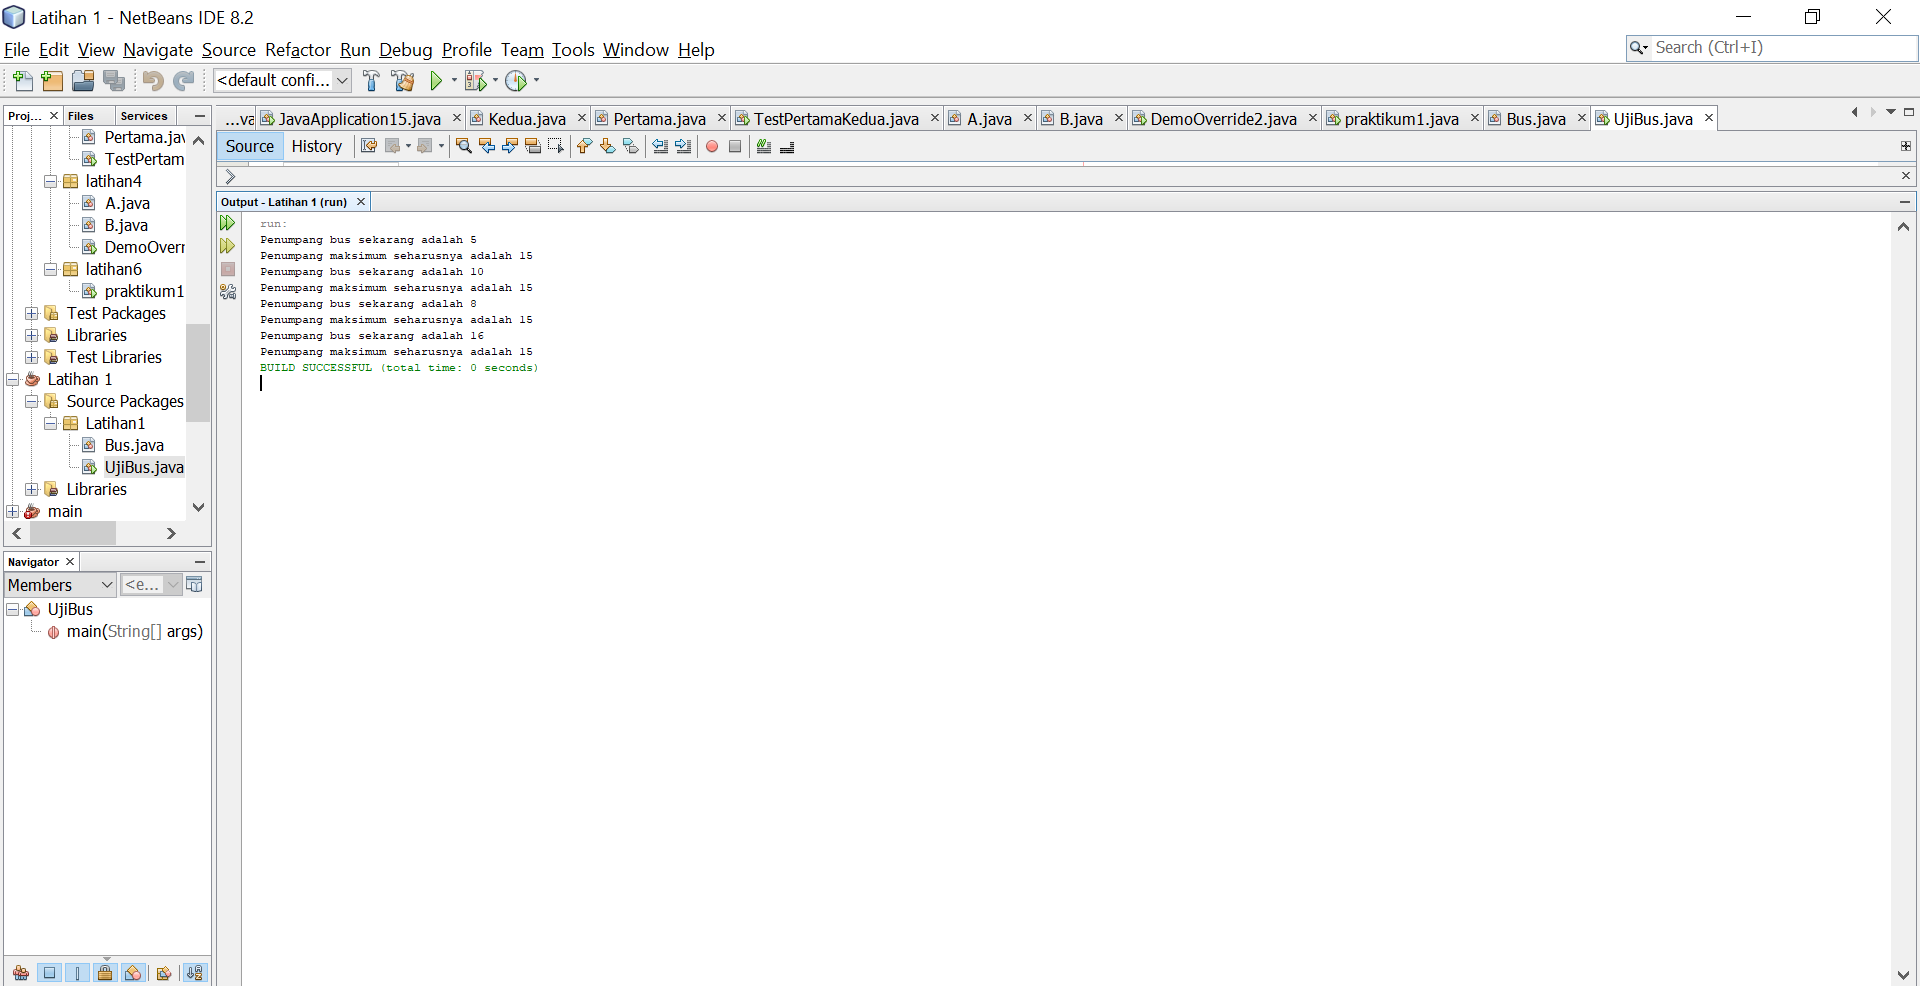 Latihan 1 - NetBeans IDE 8.2
File Edit View Navigate Source Refactor Run Debug Profile Team Tools Window Help
Search (Ctrl+I)
<default confi...
Proj... Files Services
...va JavaApplication15.java Kedua.java Pertama.java TestPertamaKedua.java A.java B.java DemoOverride2.java praktikum1.java Bus.java UjiBus.java
Source History
Pertama.jav
TestPertam
latihan4
A.java
B.java
DemoOverr
latihan6
praktikum1
Test Packages
Libraries
Test Libraries
Latihan 1
Source Packages
Latihan1
Bus.java
UjiBus.java
Libraries
main
Output - Latihan 1 (run)
run:
Penumpang bus sekarang adalah 5
Penumpang maksimum seharusnya adalah 15
Penumpang bus sekarang adalah 10
Penumpang maksimum seharusnya adalah 15
Penumpang bus sekarang adalah 8
Penumpang maksimum seharusnya adalah 15
Penumpang bus sekarang adalah 16
Penumpang maksimum seharusnya adalah 15
BUILD SUCCESSFUL (total time: 0 seconds)
Navigator
Members <e...
UjiBus
main(String[] args)